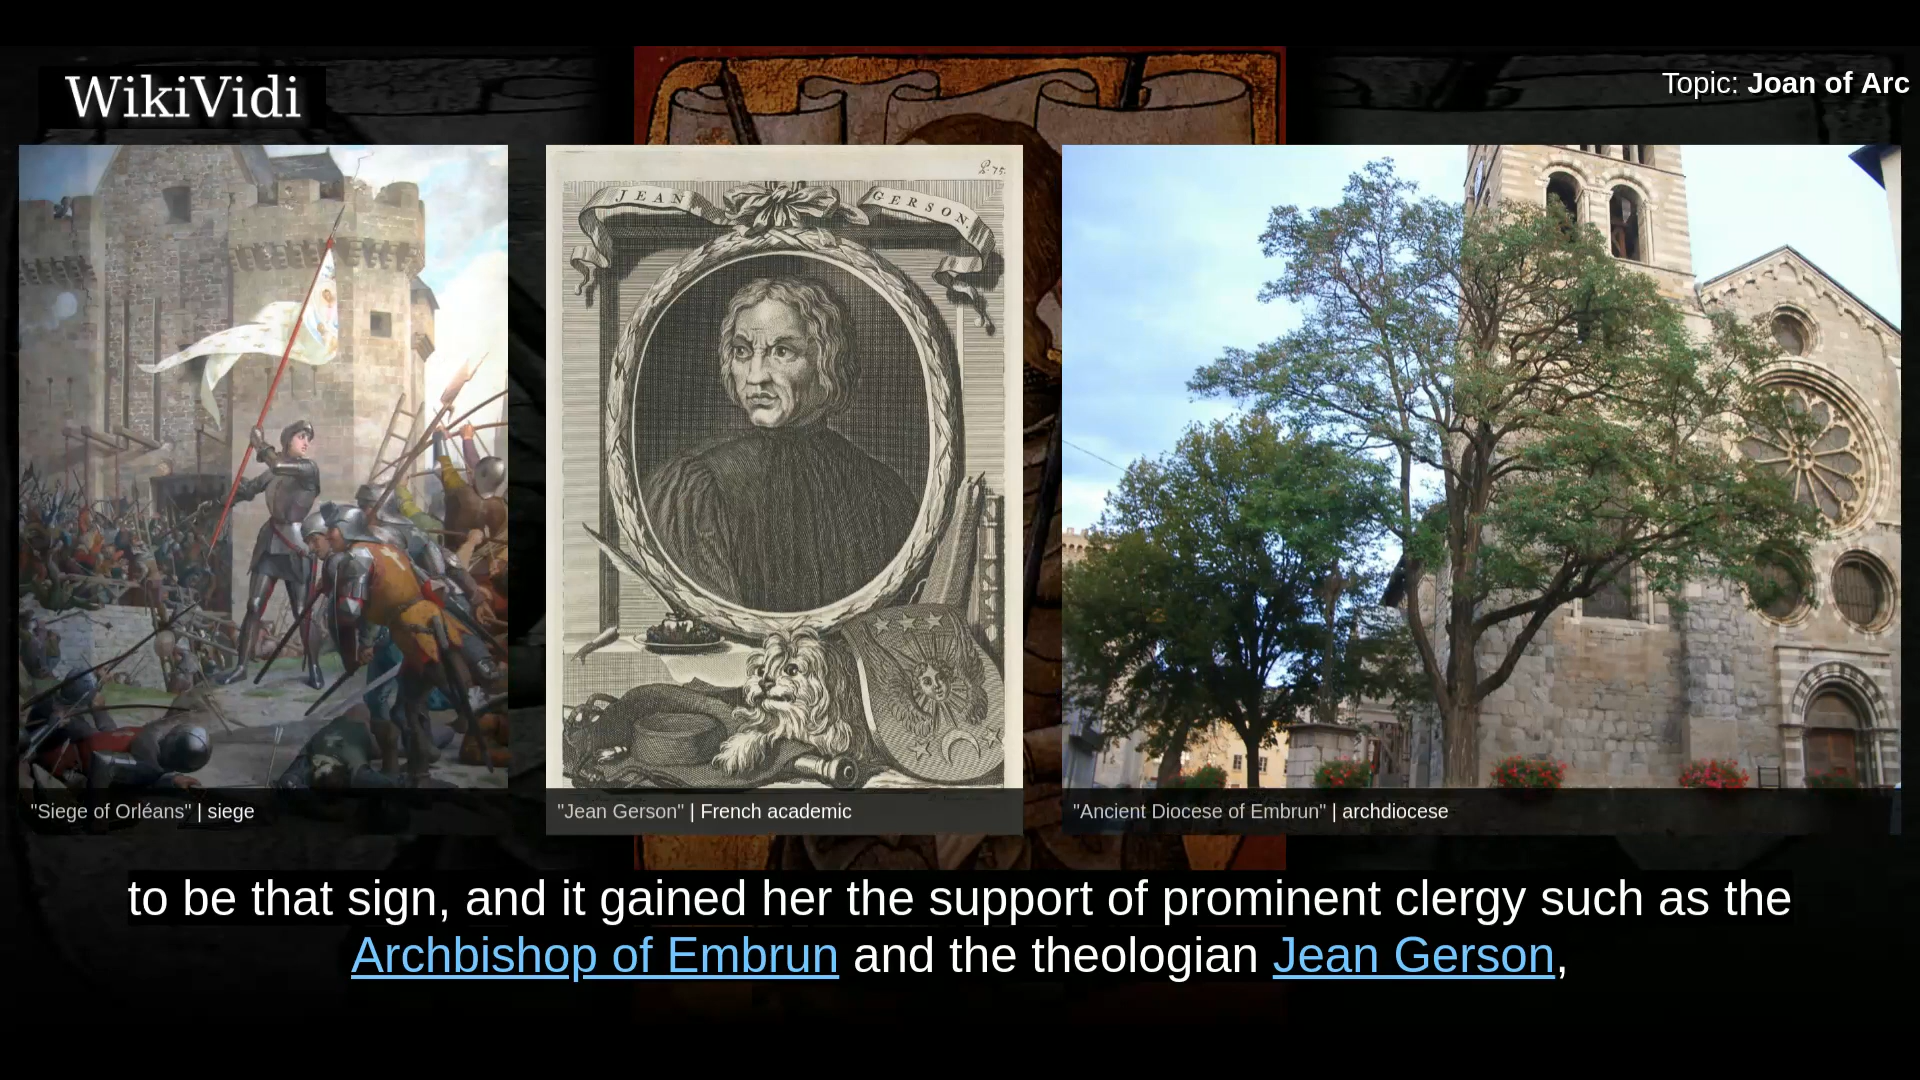 WikiVidi
Topic: Joan of Arc
JEAN GERSON.
"Siege of Orléans" | siege
"Jean Gerson" | French academic
"Ancient Diocese of Embrun" | archdiocese
to be that sign, and it gained her the support of prominent clergy such as the
Archbishop of Embrun and the theologian Jean Gerson,